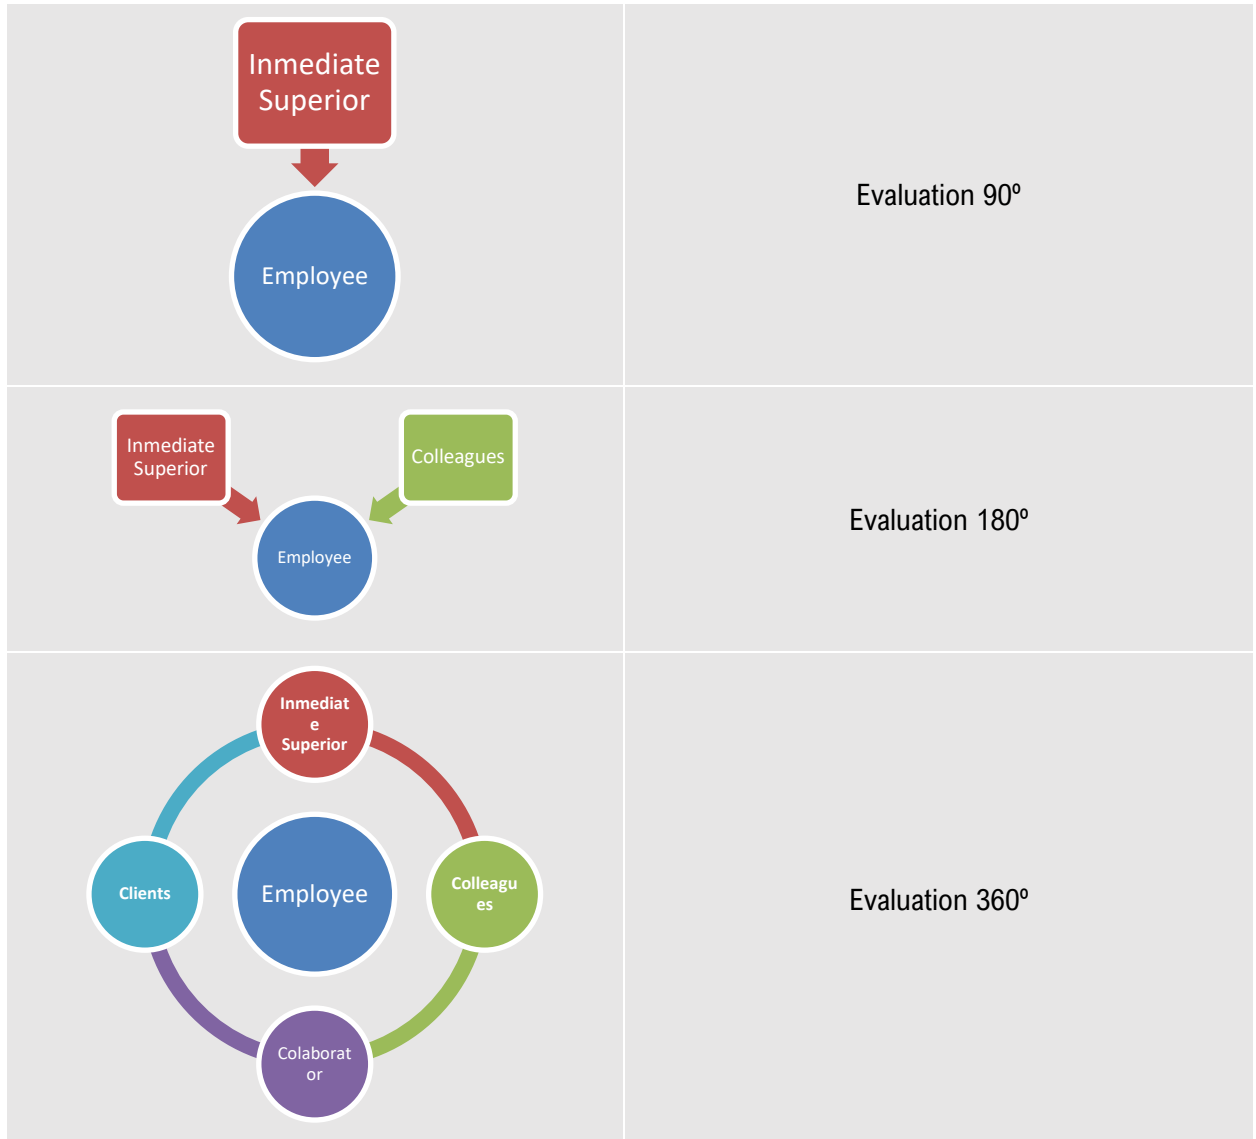 Inmediate
Superior
Employee
Evaluation 90º
Inmediate
Superior
Colleagues
Employee
Evaluation 180º
Inmediat
e
Superior
Clients
Employee
Colleagu
es
Colaborat
or
Evaluation 360º